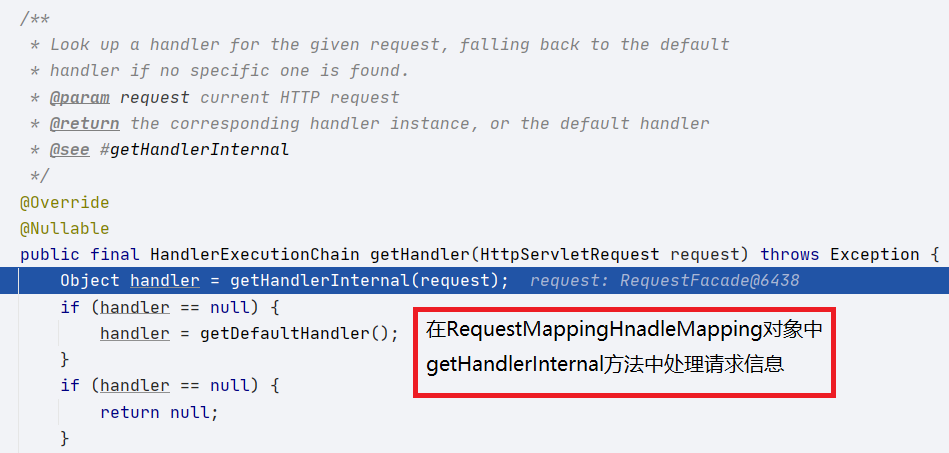 /**
 * Look up a handler for the given request, falling back to the default
 * handler if no specific one is found.
 * @param request current HTTP request
 * @return the corresponding handler instance, or the default handler
 * @see #getHandlerInternal
 */
@Override
@Nullable
public final HandlerExecutionChain getHandler(HttpServletRequest request) throws Exception {
    Object handler = getHandlerInternal(request);  request: RequestFacade@6438
    if (handler == null) {
        handler = getDefaultHandler();
    }
    if (handler == null) {
        return null;
    }
在RequestMappingHnadleMapping对象中
getHandlerInternal方法中处理请求信息